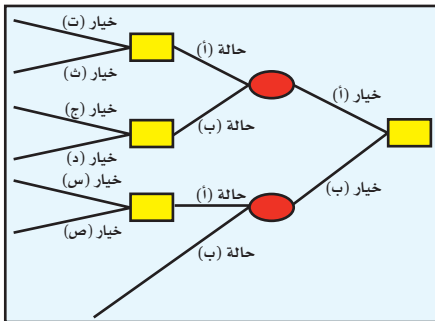 خيار (أ)
خيار (ب)
حالة (أ)
حالة (ب)
حالة (أ)
حالة (ب)
خيار (ت)
خيار (ث)
خيار (ج)
خيار (د)
خيار (س)
خيار (ص)